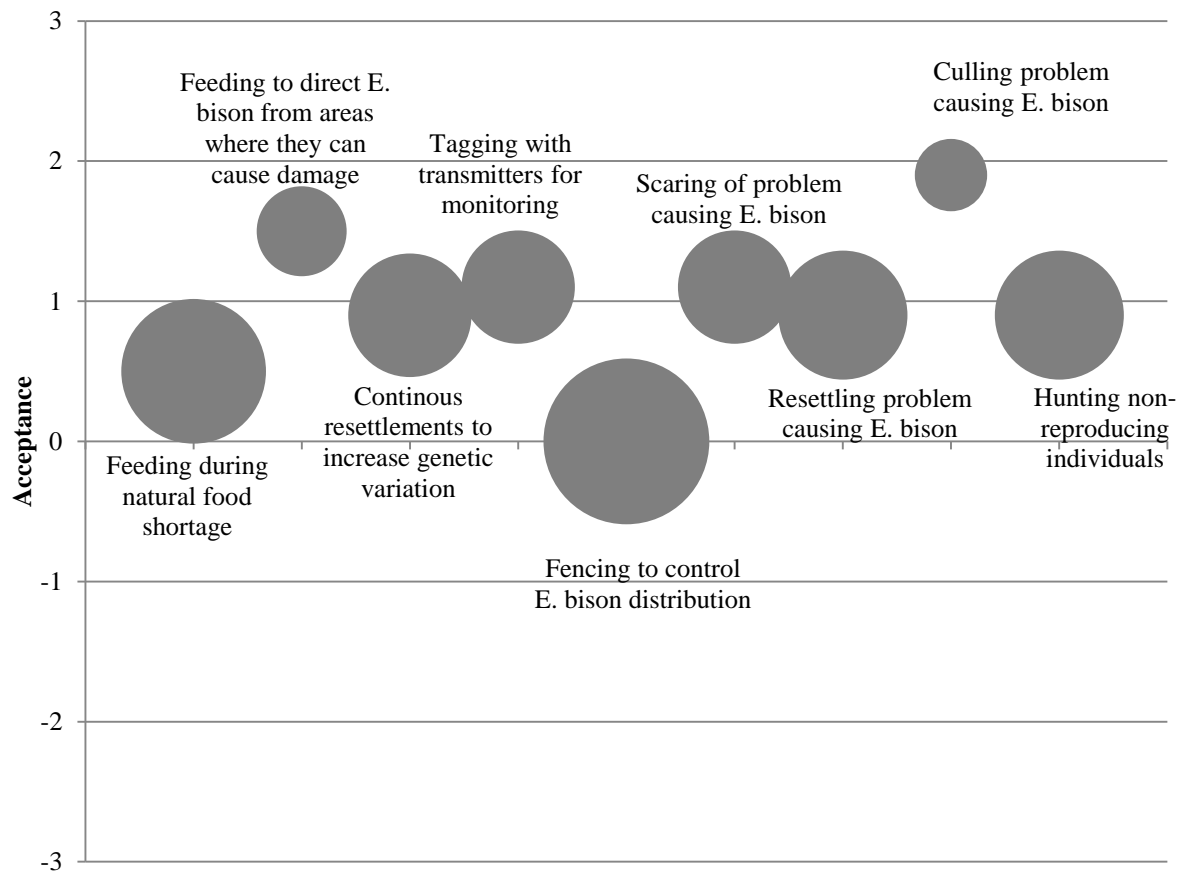 3
2
1
0
-1
-2
-3
Acceptance
Feeding to direct E.
bison from areas
where they can
cause damage
Tagging with
transmitters for
monitoring
Scaring of problem
causing E. bison
Culling problem
causing E. bison
Feeding during
natural food
shortage
Continous
resettlements to
increase genetic
variation
Fencing to control
E. bison distribution
Resettling problem
causing E. bison
Hunting non-
reproducing
individuals